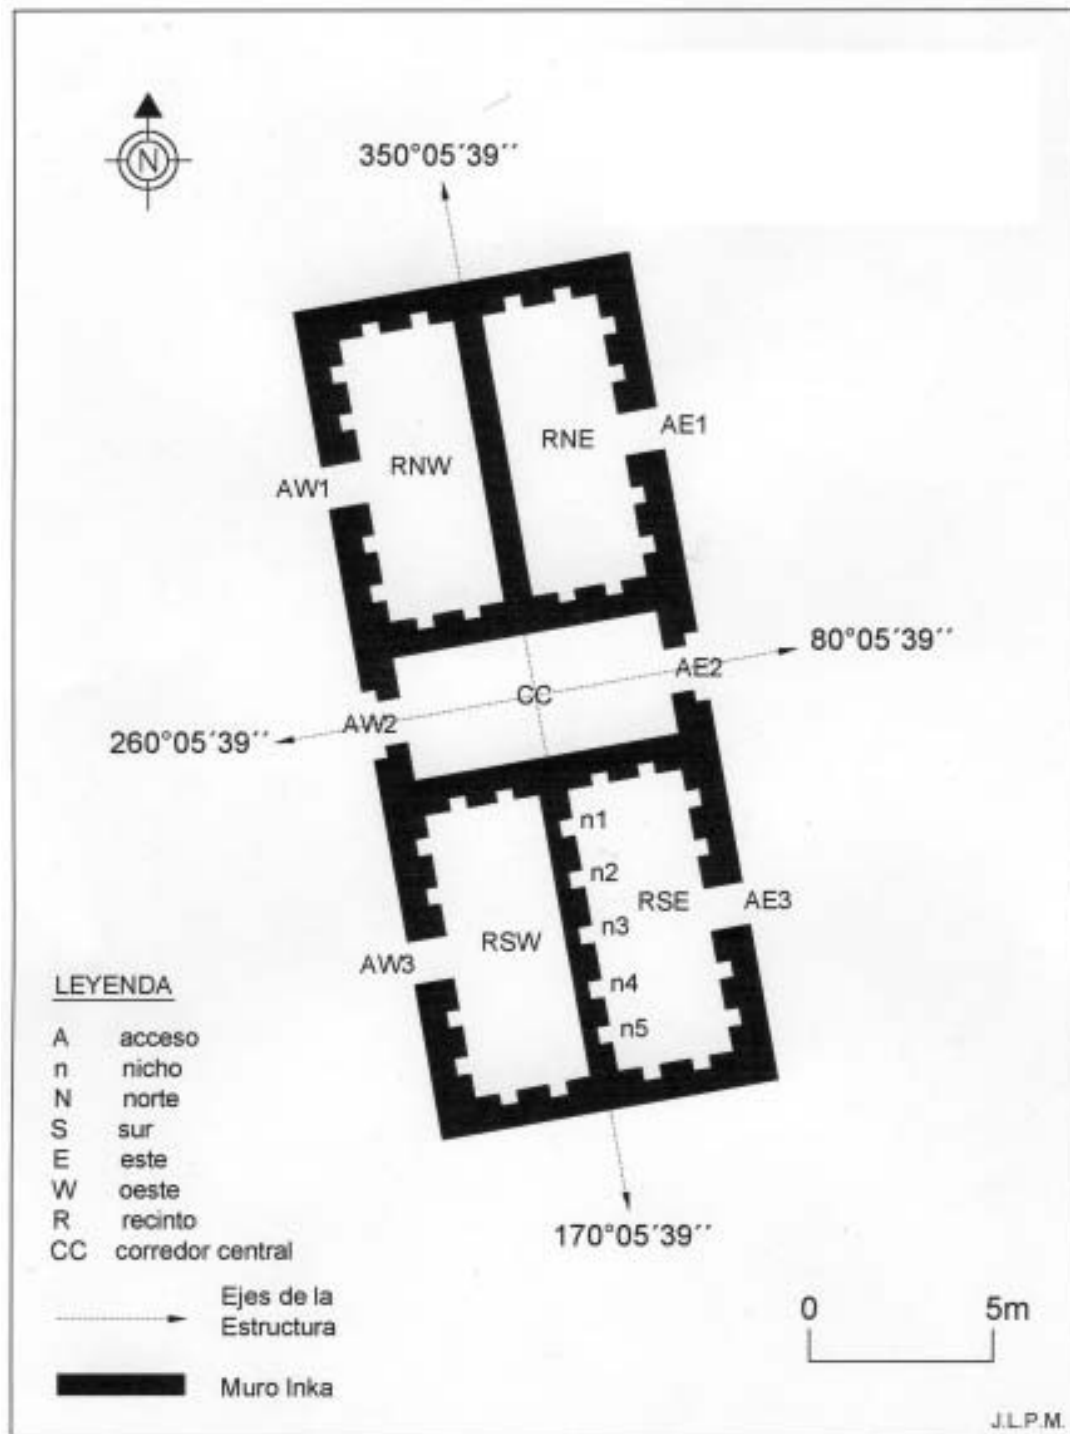 N
350°05´39´´
AE1
RNE
RNW
AW1
80°05´39´´
AE2
CC
AW2
260°05´39´´
n1
n2
RSE
AE3
n3
RSW
AW3
n4
n5
LEYENDA
A acceso
n nicho
N norte
S sur
E este
W oeste
R recinto
CC corredor central
Ejes de la
Estructura
Muro Inka
170°05´39´´
0 5m
J.L.P.M.